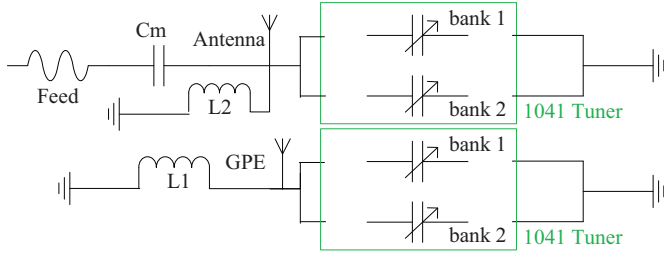 Cm
Antenna
bank 1
Feed
L2
bank 2
1041 Tuner
GPE
bank 1
L1
bank 2
1041 Tuner